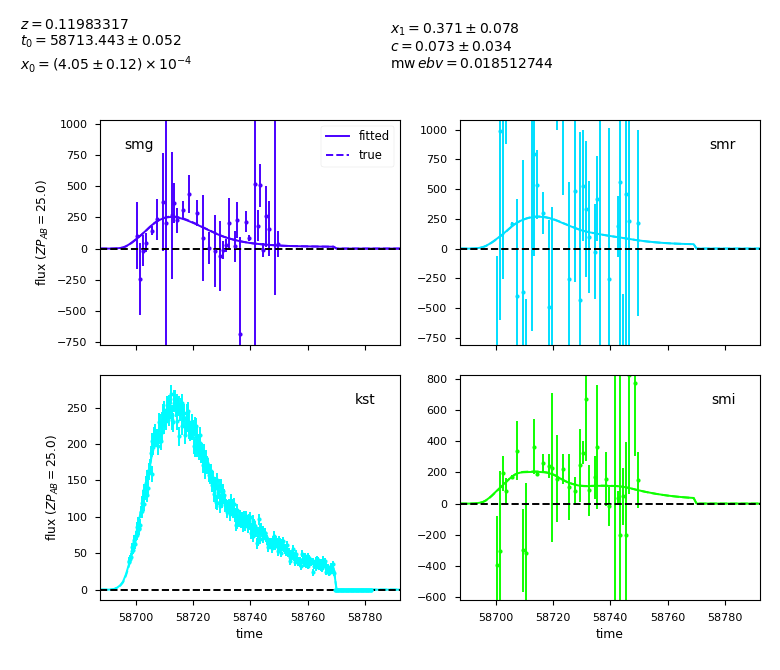 z = 0.11983317
t0 = 58713.443 ± 0.052
x0 = (4.05 ± 0.12) × 10⁻⁴
x1 = 0.371 ± 0.078
c = 0.073 ± 0.034
mw ebv = 0.018512744
smg
fitted
true
1000
750
500
250
0
−250
−500
−750
flux (ZP_AB = 25.0)
smr
1000
750
500
250
0
−250
−500
−750
kst
250
200
150
100
50
0
flux (ZP_AB = 25.0)
58700 58720 58740 58760 58780
time
smi
800
600
400
200
0
−200
−400
−600
58700 58720 58740 58760 58780
time